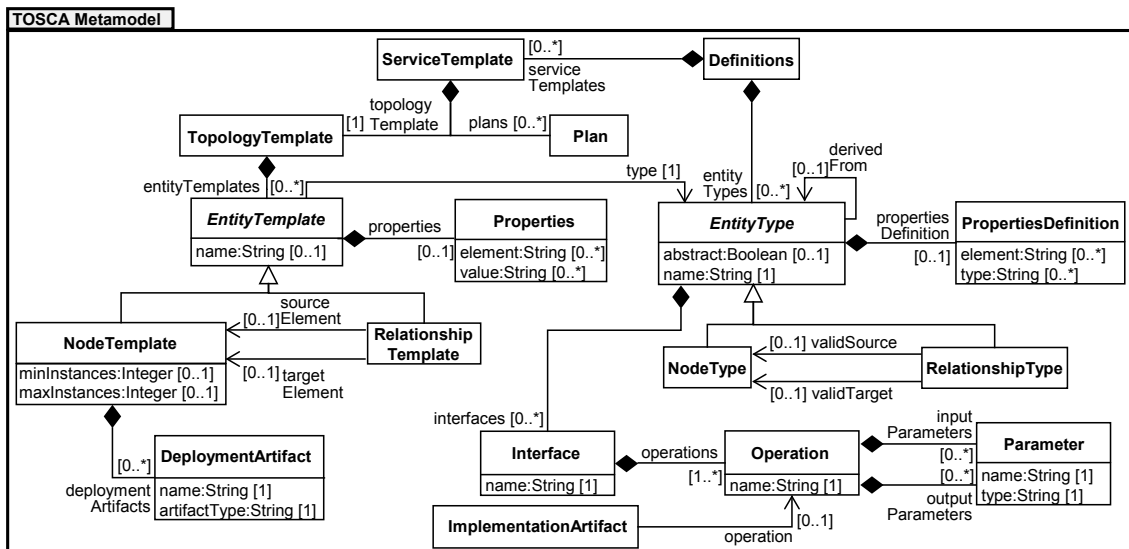 TOSCA Metamodel
ServiceTemplate
[0..*]
service
Templates
Definitions
topology
Template
[1]
plans [0..*]
TopologyTemplate
Plan
entityTemplates
[0..*]
type [1]
entity
Types
[0..*]
[0..1]
derived
From
EntityTemplate
name:String [0..1]
properties
[0..1]
Properties
element:String [0..*]
value:String [0..*]
EntityType
abstract:Boolean [0..1]
name:String [1]
properties
Definition
[0..1]
PropertiesDefinition
element:String [0..*]
type:String [0..*]
source
Element
[0..1]
NodeTemplate
minInstances:Integer [0..1]
maxInstances:Integer [0..1]
Relationship
Template
[0..1]
target
Element
NodeType
[0..1] validSource
[0..1] validTarget
RelationshipType
interfaces [0..*]
[0..*]
deployment
Artifacts
DeploymentArtifact
name:String [1]
artifactType:String [1]
Interface
name:String [1]
operations
[1..*]
Operation
name:String [1]
input
Parameters
[0..*]
[0..*]
output
Parameters
Parameter
name:String [1]
type:String [1]
ImplementationArtifact
[0..1]
operation